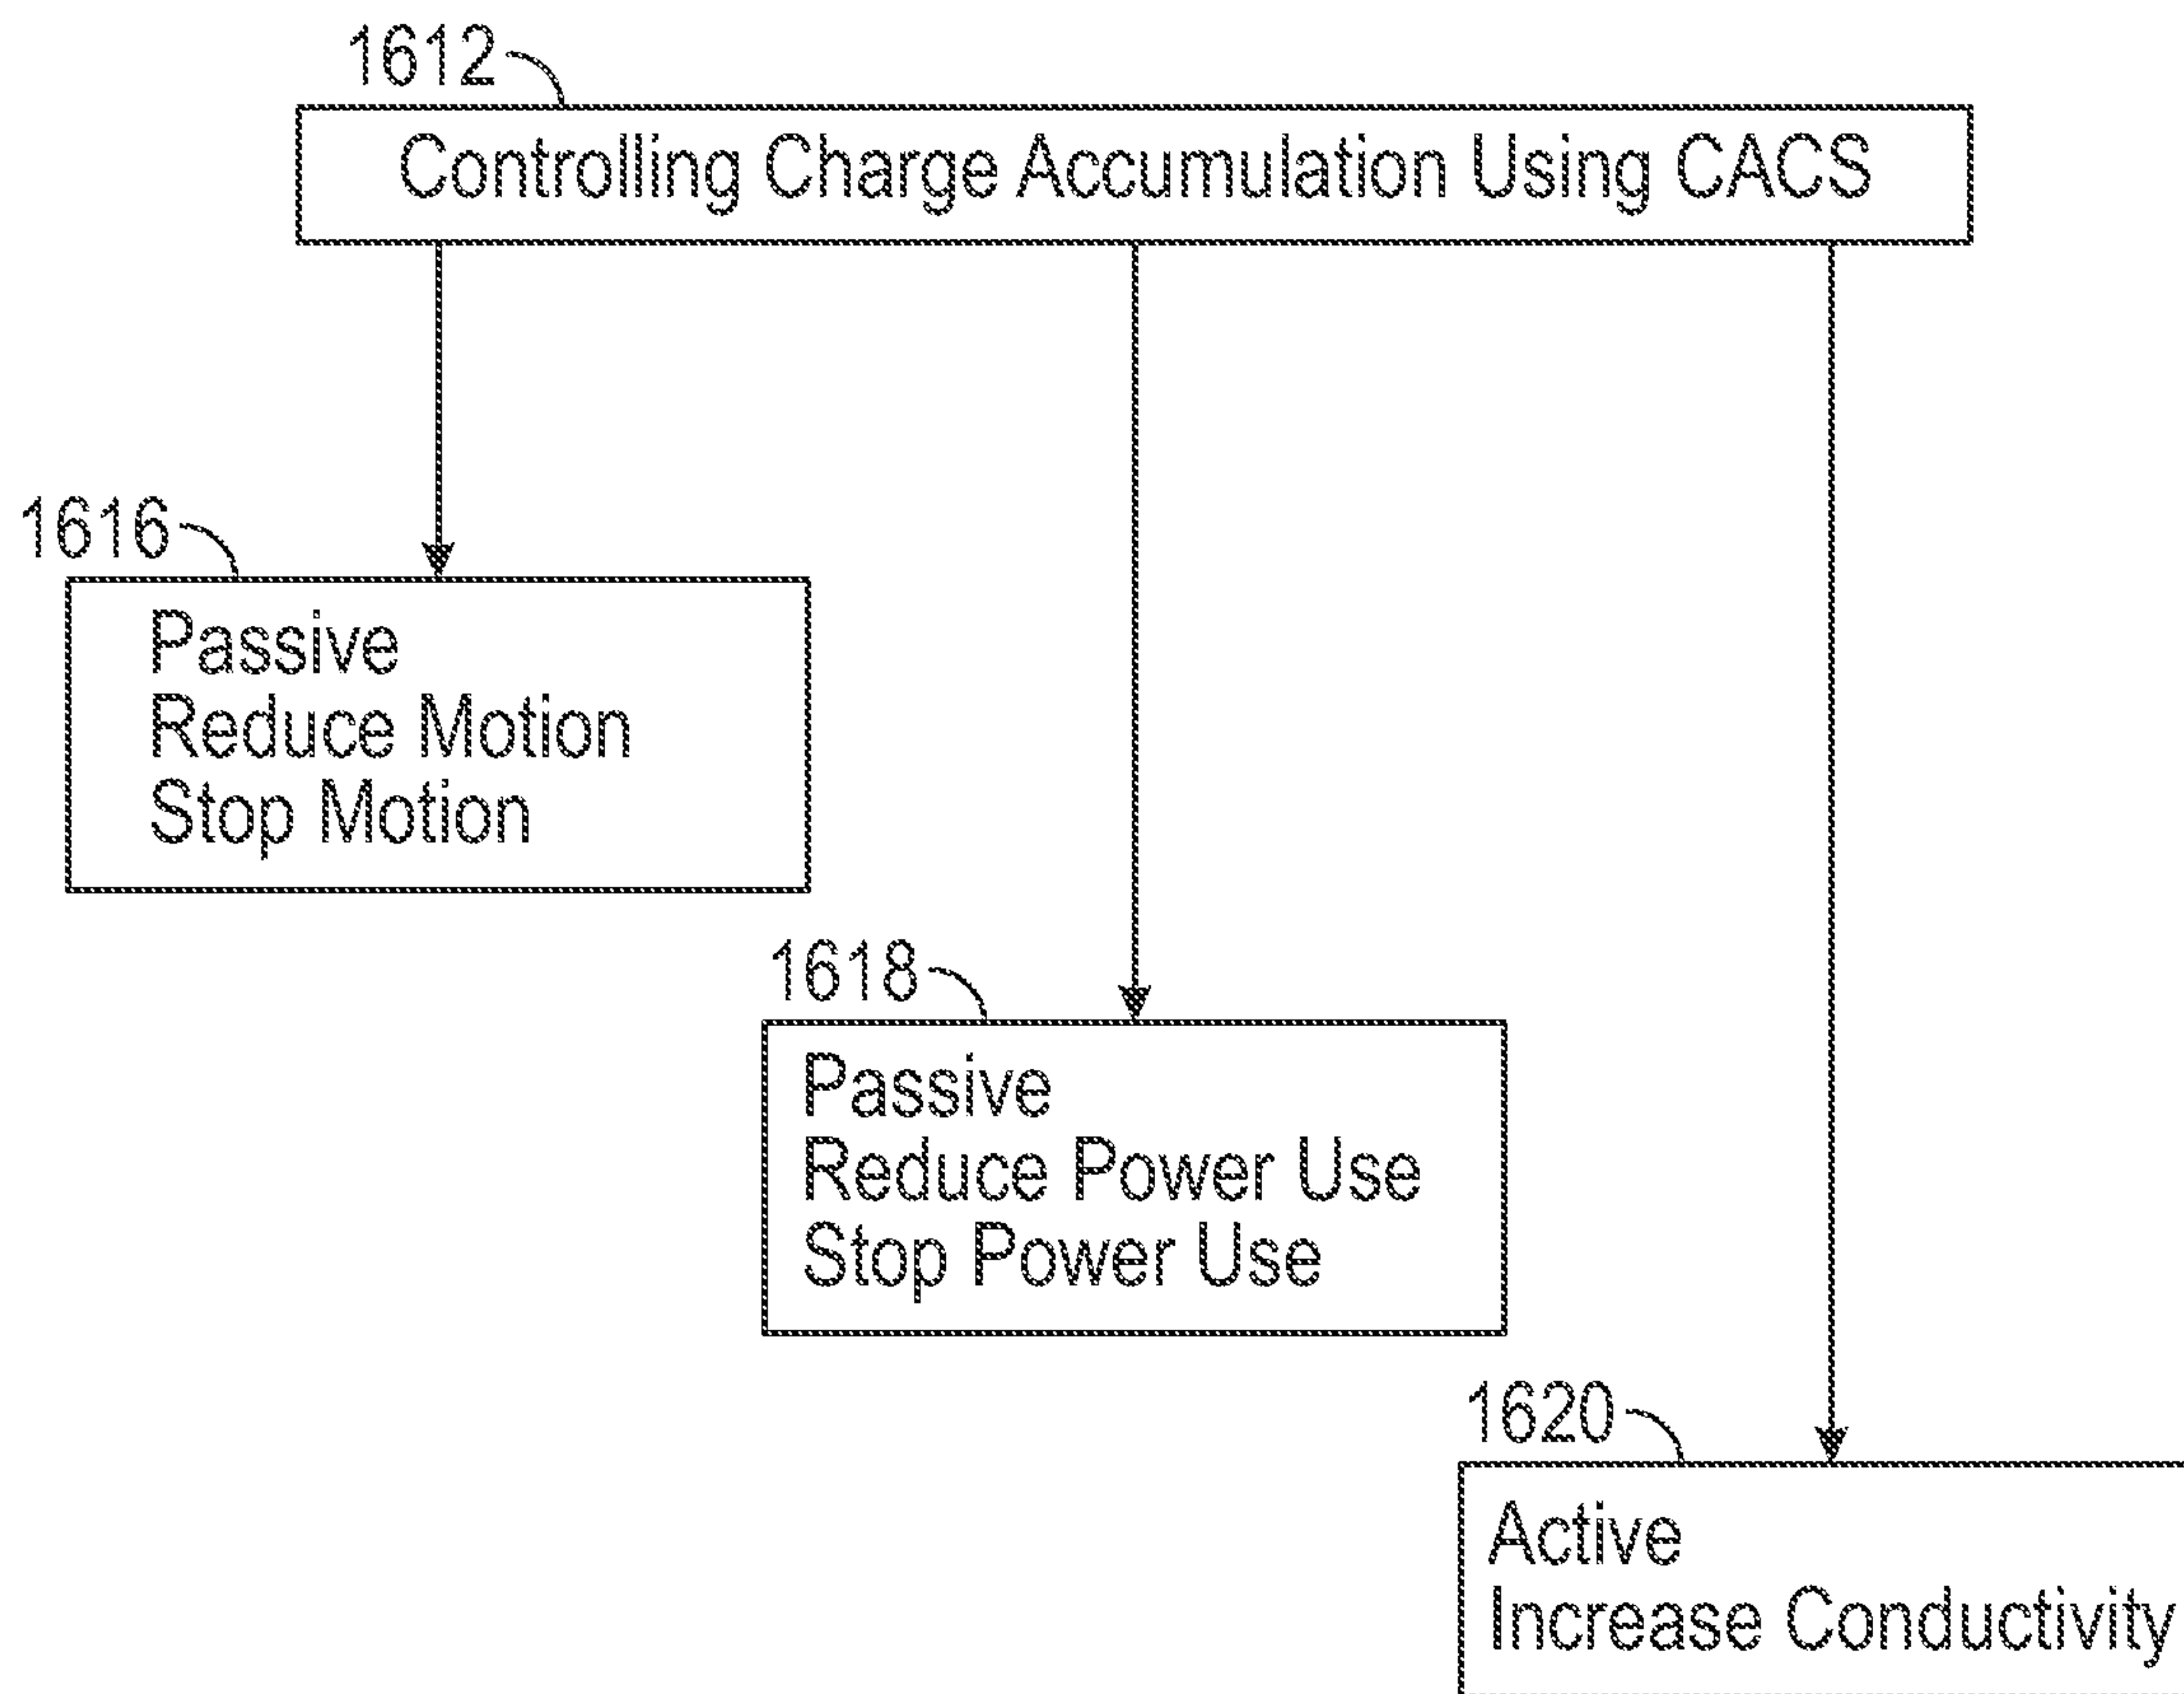 1612
Controlling Charge Accumulation Using CACS
1616
Passive
Reduce Motion
Stop Motion
1618
Passive
Reduce Power Use
Stop Power Use
1620
Active
Increase Conductivity